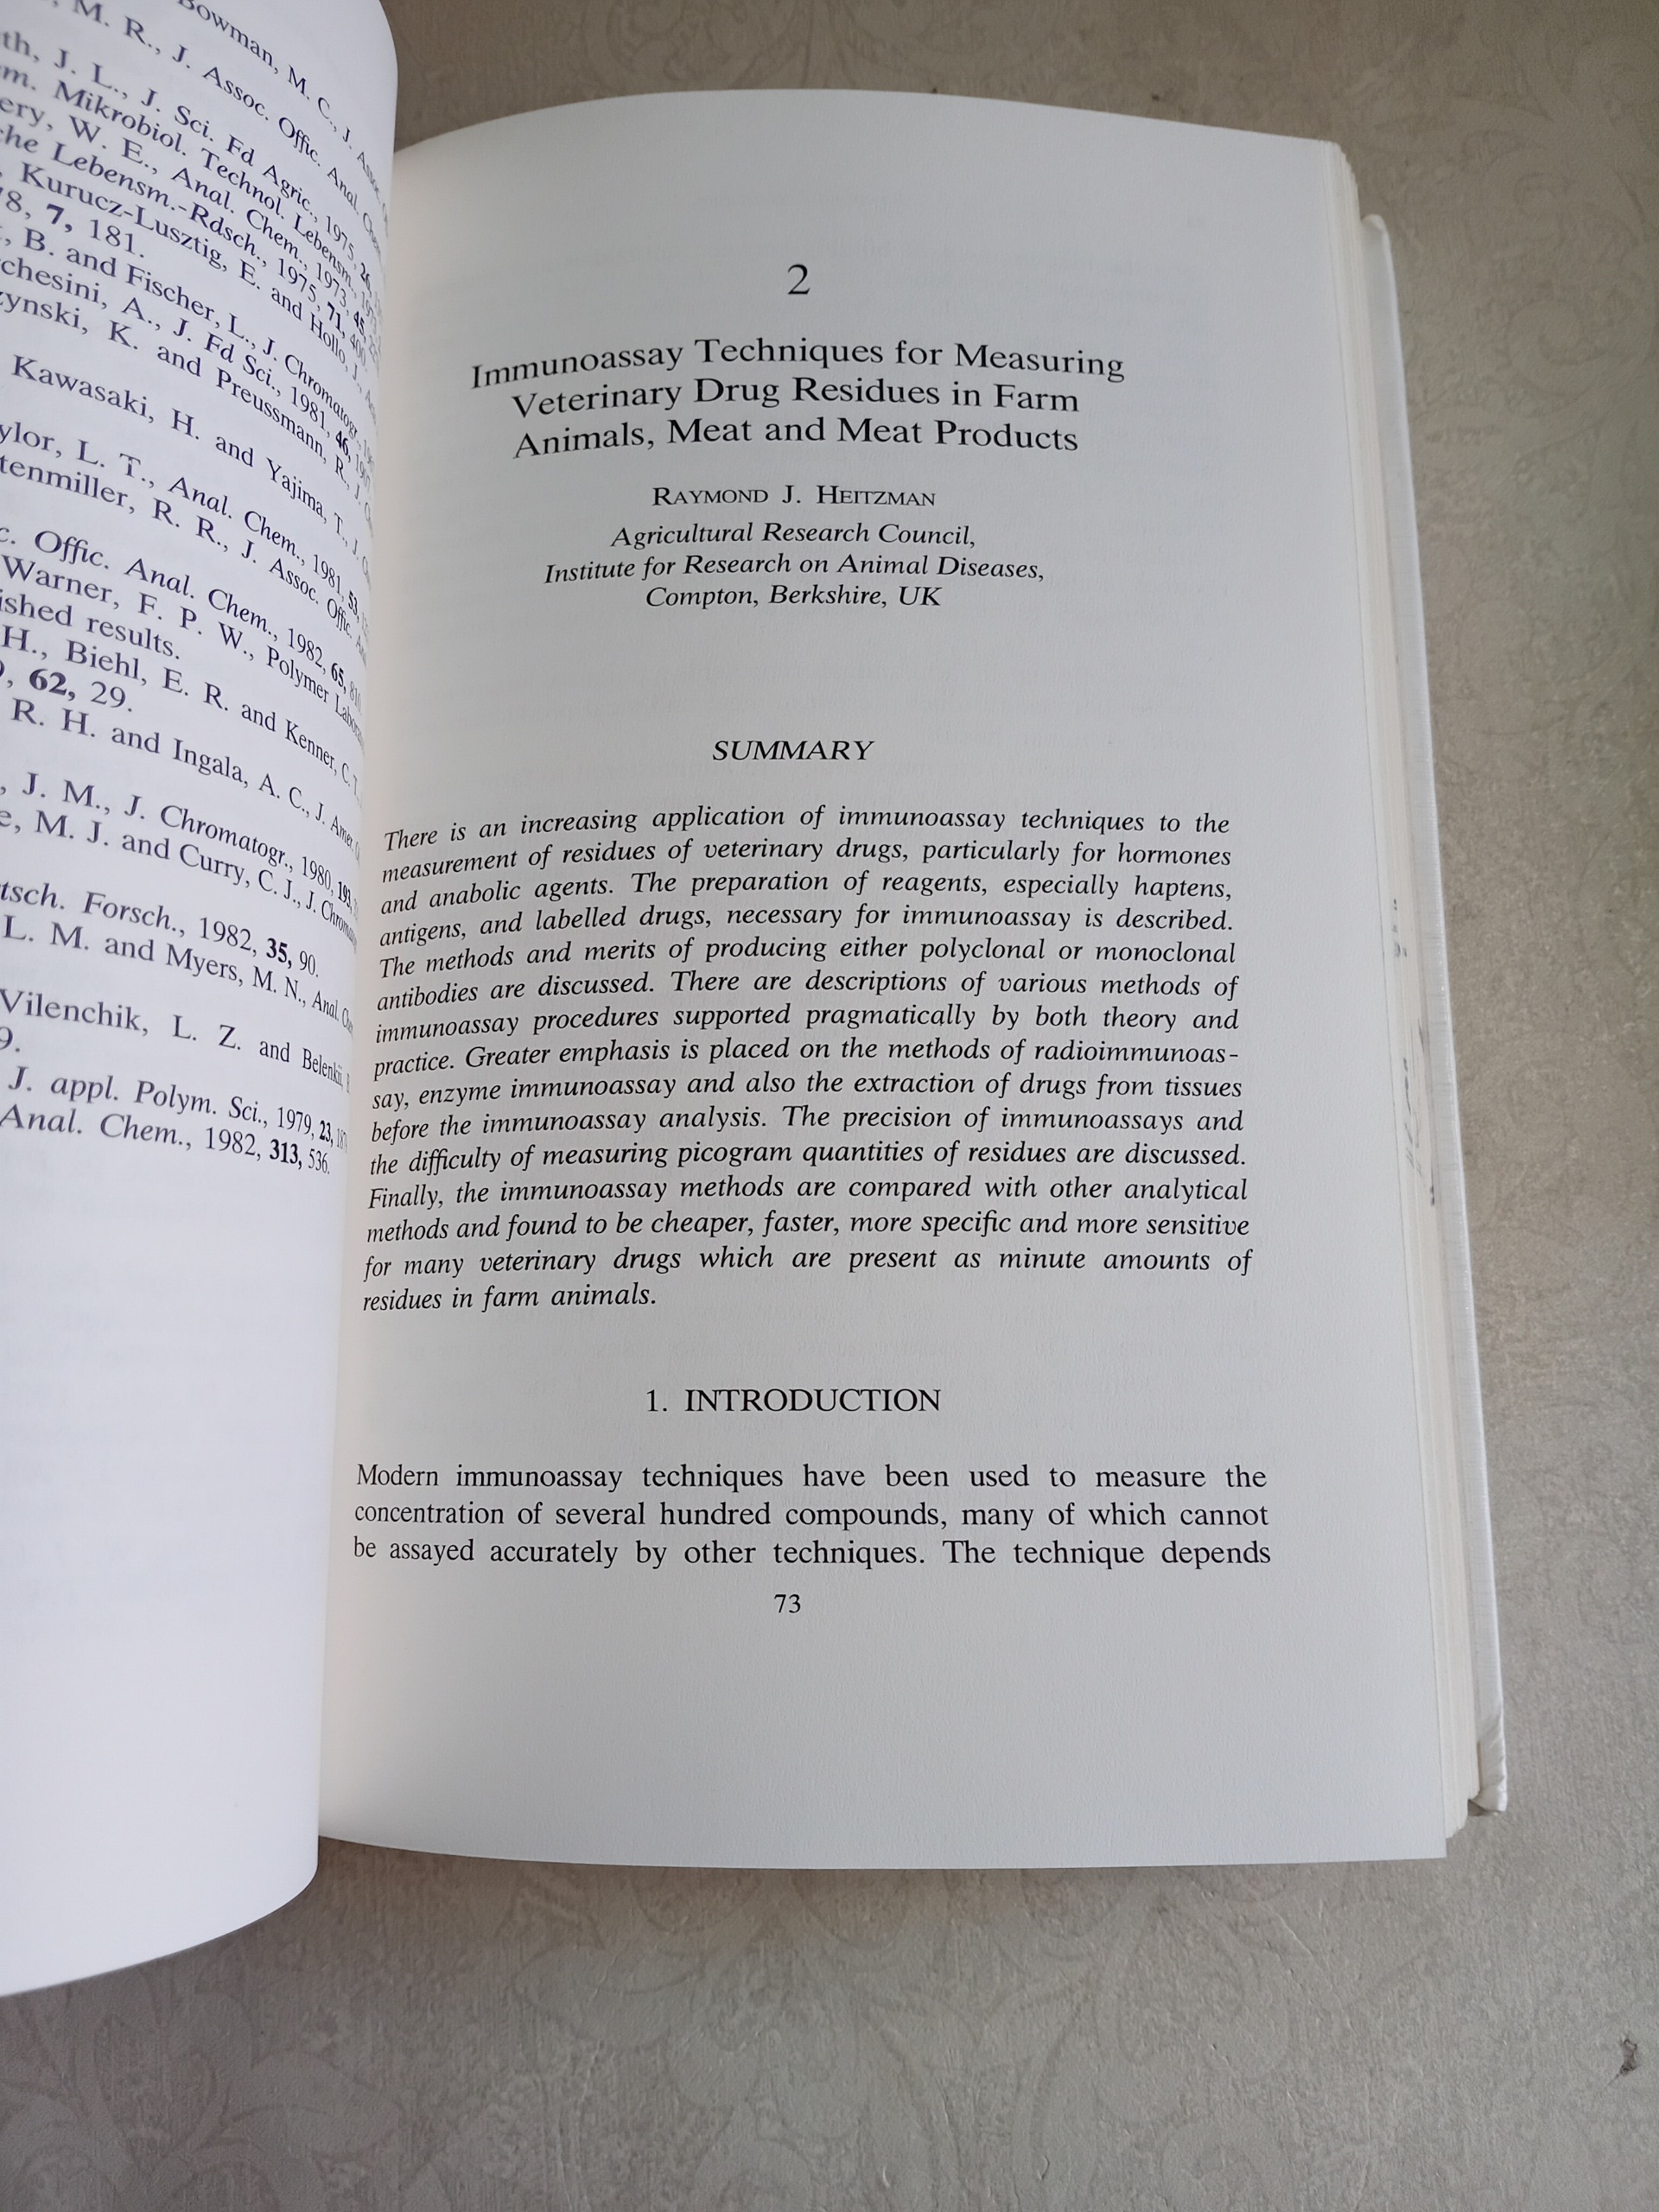 Bowman, M. C., J. Assoc.
M. R., J. Assoc. Offic. Anal. Chem.
th, J. L., J. Sci. Fd Agric., 1975, 26,
m. Mikrobiol. Technol. Lebensm.,
ery, W. E., Anal. Chem., 1973, 45,
che Lebensm.-Rdsch., 1975, 71, 400.
Kurucz-Lusztig, E. and Hollo, J.,
8, 7, 181.
, B. and Fischer, L., J. Chromatogr.,
chesini, A., J. Fd Sci., 1981, 46,
zynski, K. and Preussmann, R., J.
Kawasaki, H. and Yajima, T., J.
ylor, L. T., Anal. Chem., 1981, 53,
tenmiller, R. R., J. Assoc. Offic.
c. Offic. Anal. Chem., 1982, 65, 810.
Warner, F. P. W., Polymer
ished results.
H., Biehl, E. R. and Kenner, C. T.,
, 62, 29.
R. H. and Ingala, A. C., J. Amer.
, J. M., J. Chromatogr., 1980, 193,
e, M. J. and Curry, C. J., J.
tsch. Forsch., 1982, 35, 90.
L. M. and Myers, M. N., Anal.
Vilenchik, L. Z. and Belenkii,
9.
J. appl. Polym. Sci., 1979, 23,
Anal. Chem., 1982, 313, 536.
2
Immunoassay Techniques for Measuring
Veterinary Drug Residues in Farm
Animals, Meat and Meat Products
RAYMOND J. HEITZMAN
Agricultural Research Council,
Institute for Research on Animal Diseases,
Compton, Berkshire, UK
SUMMARY
There is an increasing application of immunoassay techniques to the
measurement of residues of veterinary drugs, particularly for hormones
and anabolic agents. The preparation of reagents, especially haptens,
antigens, and labelled drugs, necessary for immunoassay is described.
The methods and merits of producing either polyclonal or monoclonal
antibodies are discussed. There are descriptions of various methods of
immunoassay procedures supported pragmatically by both theory and
practice. Greater emphasis is placed on the methods of radioimmunoas-
say, enzyme immunoassay and also the extraction of drugs from tissues
before the immunoassay analysis. The precision of immunoassays and
the difficulty of measuring picogram quantities of residues are discussed.
Finally, the immunoassay methods are compared with other analytical
methods and found to be cheaper, faster, more specific and more sensitive
for many veterinary drugs which are present as minute amounts of
residues in farm animals.
1. INTRODUCTION
Modern immunoassay techniques have been used to measure the
concentration of several hundred compounds, many of which cannot
be assayed accurately by other techniques. The technique depends
73